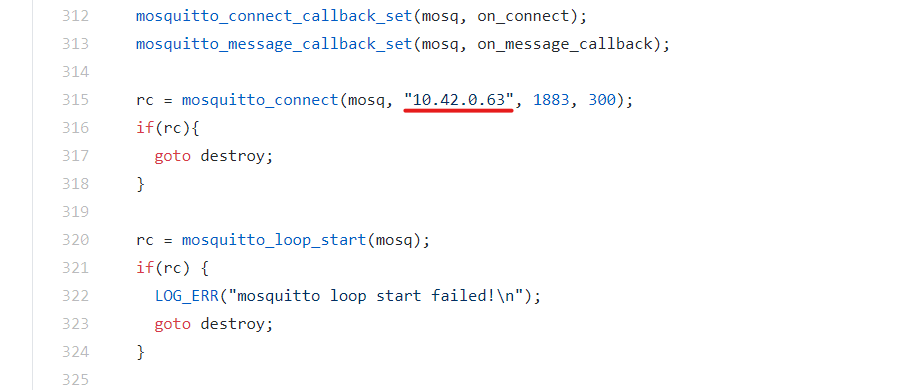 312 mosquitto_connect_callback_set(mosq, on_connect);
313 mosquitto_message_callback_set(mosq, on_message_callback);
314
315 rc = mosquitto_connect(mosq, "10.42.0.63", 1883, 300);
316 if(rc){
317 goto destroy;
318 }
319
320 rc = mosquitto_loop_start(mosq);
321 if(rc) {
322 LOG_ERR("mosquitto loop start failed!\n");
323 goto destroy;
324 }
325